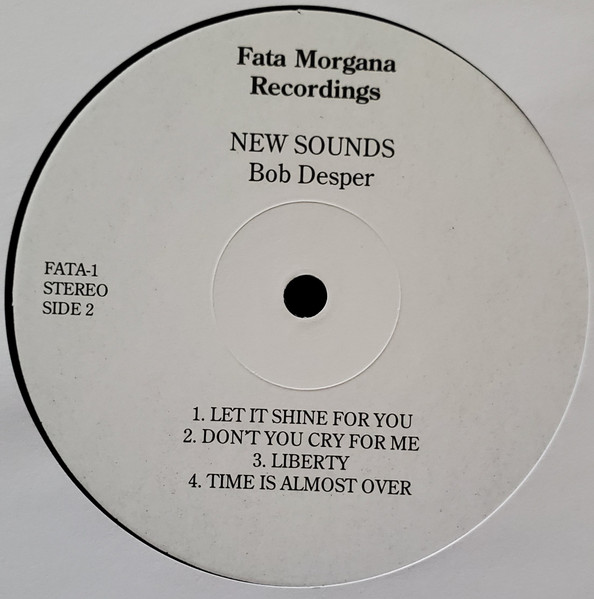 Fata Morgana
Recordings
NEW SOUNDS
Bob Desper
FATA-1
STEREO
SIDE 2
1. LET IT SHINE FOR YOU
2. DON'T YOU CRY FOR ME
3. LIBERTY
4. TIME IS ALMOST OVER